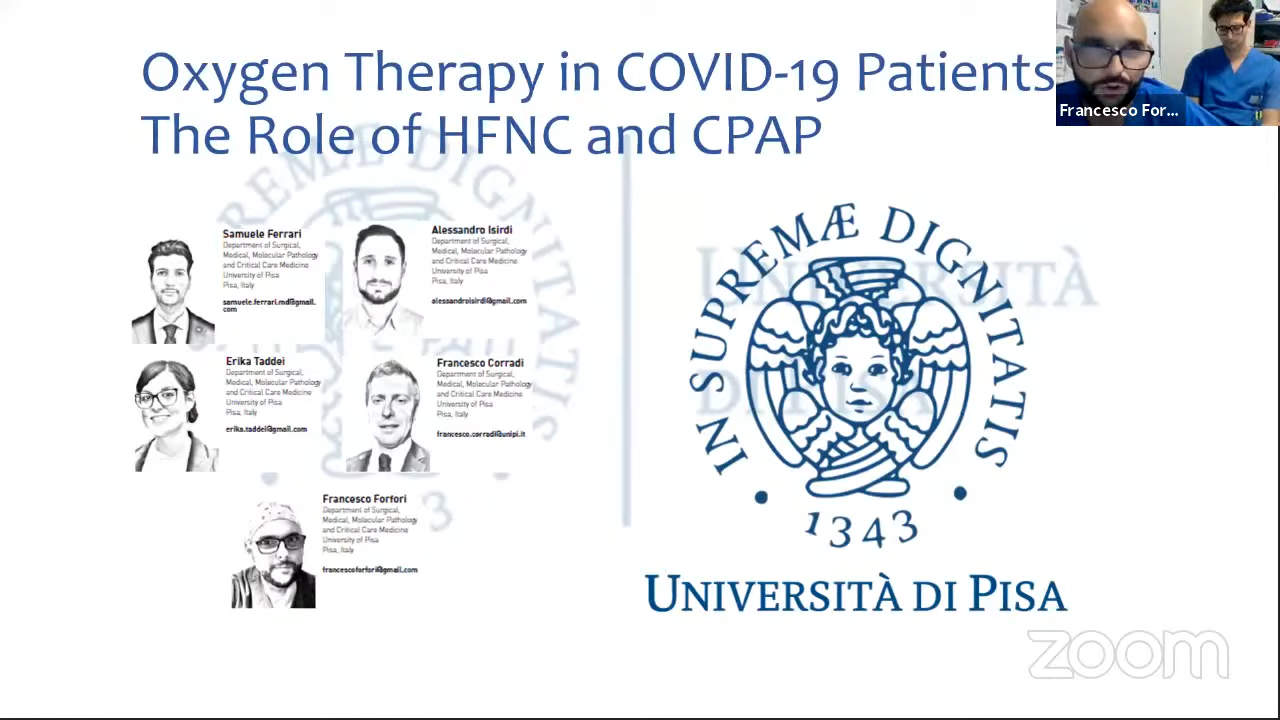 Oxygen Therapy in COVID-19 Patients
The Role of HFNC and CPAP
Francesco For...
Samuele Ferrari
Department of Surgical,
Medical, Molecular Pathology
and Critical Care Medicine
University of Pisa
Pisa, Italy
samuele.ferrari.md@gmail.
com
Alessandro Isirdi
Department of Surgical,
Medical, Molecular Pathology
and Critical Care Medicine
University of Pisa
Pisa, Italy
alessandroisirdi@gmail.com
Erika Taddei
Department of Surgical,
Medical, Molecular Pathology
and Critical Care Medicine
University of Pisa
Pisa, Italy
erika.taddei@gmail.com
Francesco Corradi
Department of Surgical,
Medical, Molecular Pathology
and Critical Care Medicine
University of Pisa
Pisa, Italy
francesco.corradi@unipi.it
Francesco Forfori
Department of Surgical,
Medical, Molecular Pathology
and Critical Care Medicine
University of Pisa
Pisa, Italy
francescoforfori@gmail.com
IN SUPREMÆ DIGNITATIS
1343
UNIVERSITÀ DI PISA
zoom